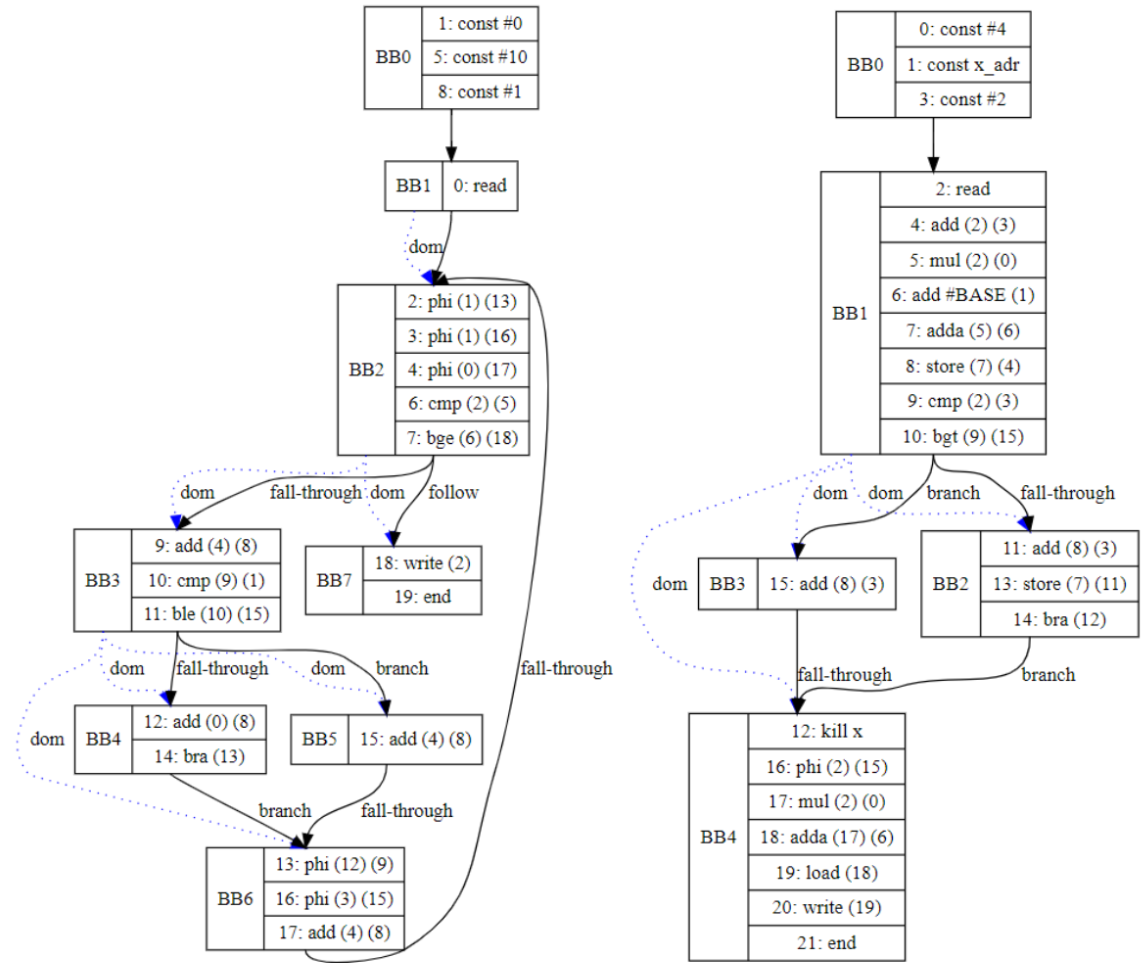 BB0
1: const #0
5: const #10
8: const #1
BB1
0: read
dom
BB2
2: phi (1) (13)
3: phi (1) (16)
4: phi (0) (17)
6: cmp (2) (5)
7: bge (6) (18)
dom
fall-through
dom
follow
BB3
9: add (4) (8)
10: cmp (9) (1)
11: ble (10) (15)
BB7
18: write (2)
19: end
dom
dom
fall-through
dom
branch
fall-through
BB4
12: add (0) (8)
14: bra (13)
BB5
15: add (4) (8)
branch
fall-through
BB6
13: phi (12) (9)
16: phi (3) (15)
17: add (4) (8)
BB0
0: const #4
1: const x_adr
3: const #2
BB1
2: read
4: add (2) (3)
5: mul (2) (0)
6: add #BASE (1)
7: adda (5) (6)
8: store (7) (4)
9: cmp (2) (3)
10: bgt (9) (15)
dom
dom
dom
branch
fall-through
BB3
15: add (8) (3)
BB2
11: add (8) (3)
13: store (7) (11)
14: bra (12)
fall-through
branch
BB4
12: kill x
16: phi (2) (15)
17: mul (2) (0)
18: adda (17) (6)
19: load (18)
20: write (19)
21: end